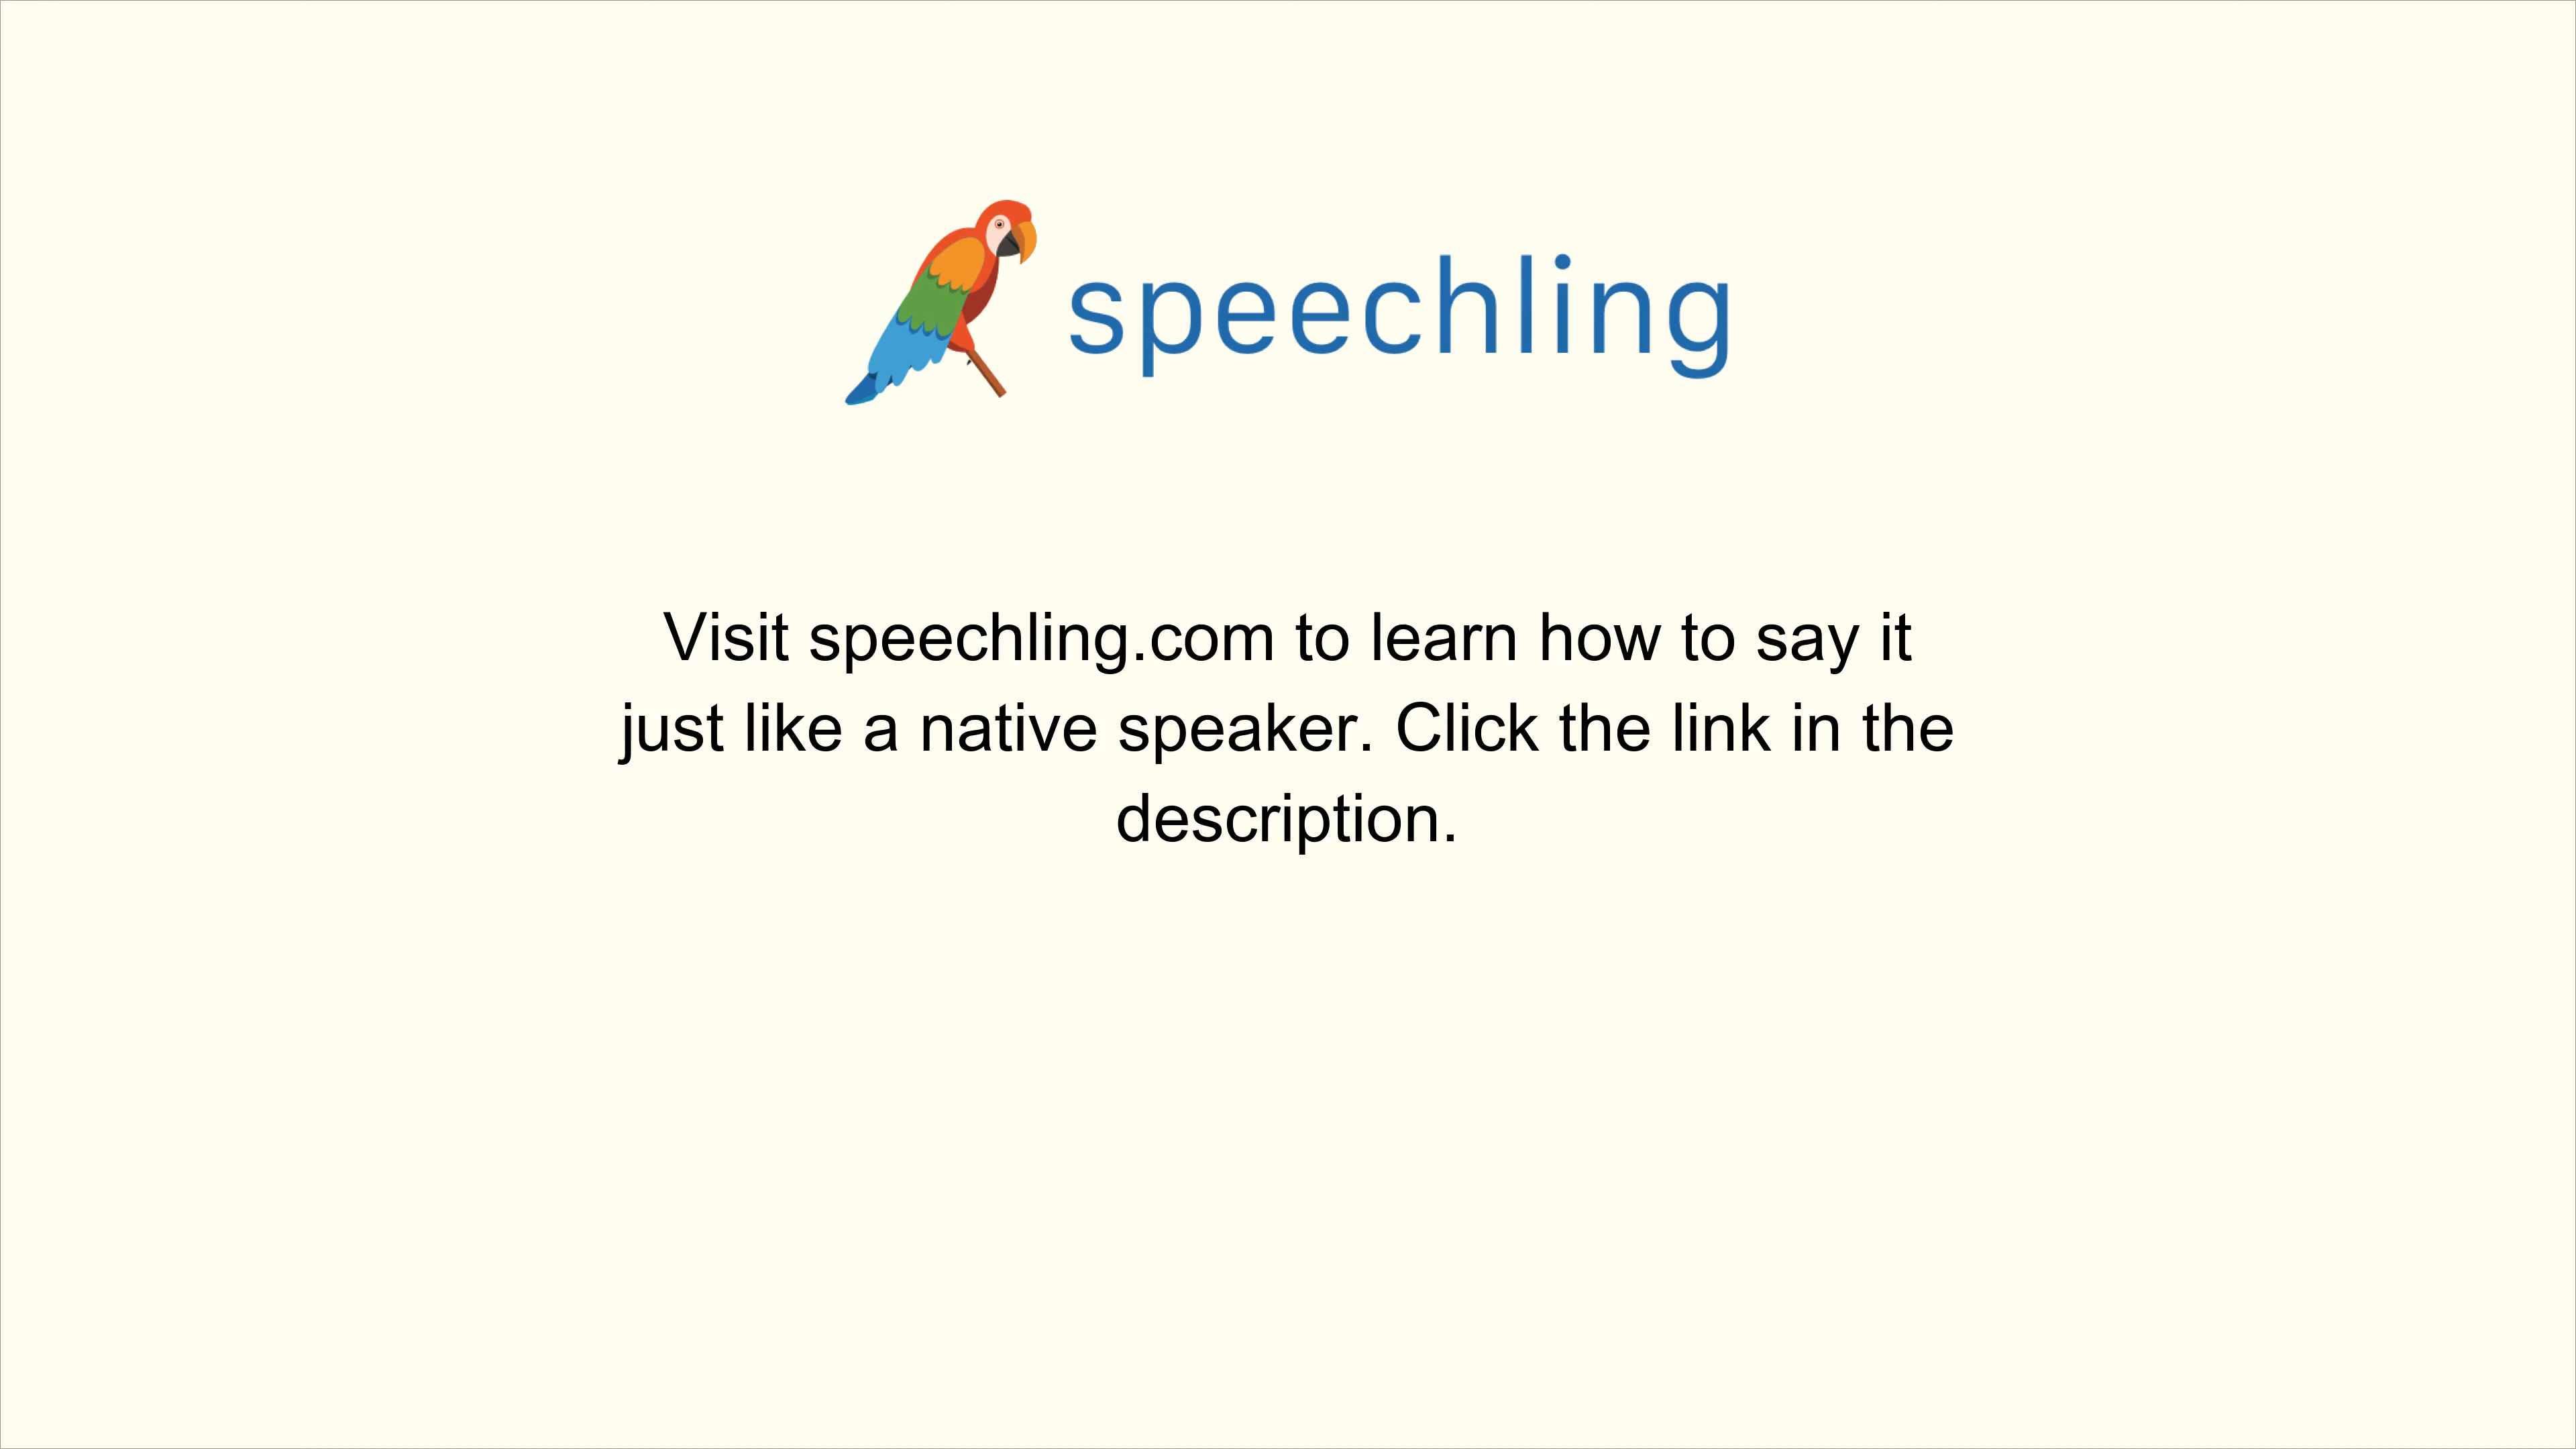 speechling
Visit speechling.com to learn how to say it
just like a native speaker. Click the link in the
description.